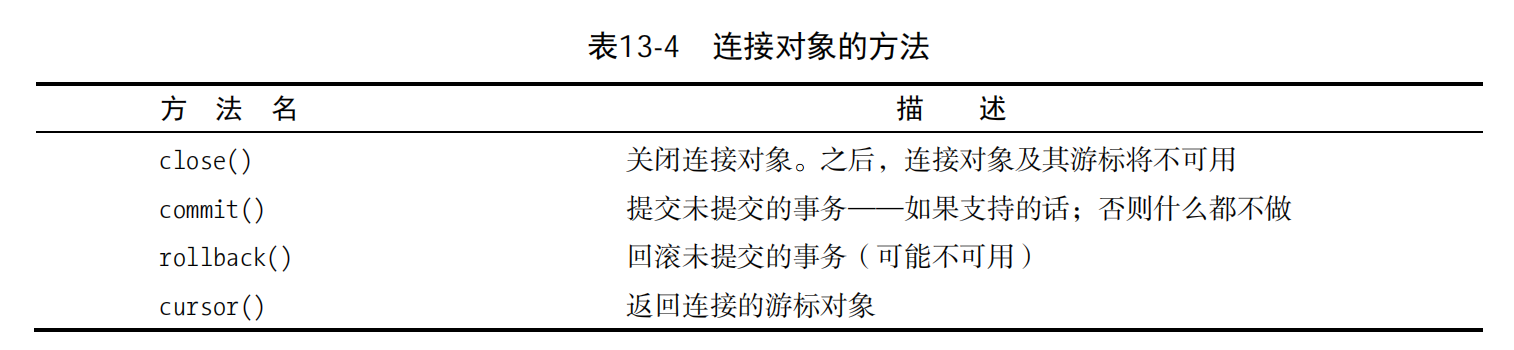 表13-4 连接对象的方法
方 法 名 描 述
close() 关闭连接对象。之后，连接对象及其游标将不可用
commit() 提交未提交的事务——如果支持的话；否则什么都不做
rollback() 回滚未提交的事务（可能不可用）
cursor() 返回连接的游标对象